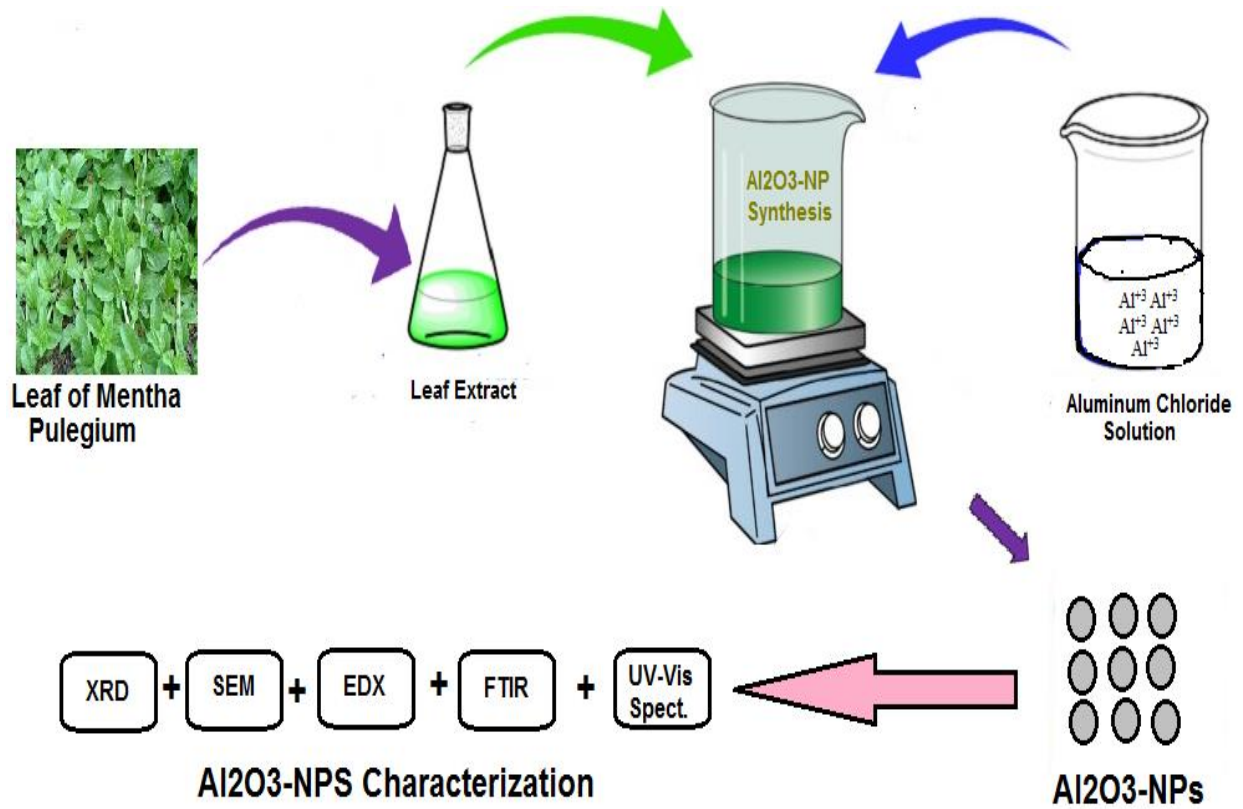 Al2O3-NP
Synthesis
Al+3 Al+3
Al+3 Al+3
Al+3
Leaf of Mentha
Pulegium
Leaf Extract
Aluminum Chloride
Solution
XRD + SEM + EDX + FTIR + UV-Vis
Spect.
Al2O3-NPS Characterization
Al2O3-NPs